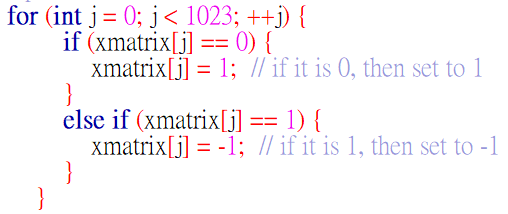 for (int j = 0; j < 1023; ++j) {
if (xmatrix[j] == 0) {
xmatrix[j] = 1; // if it is 0, then set to 1
}
else if (xmatrix[j] == 1) {
xmatrix[j] = -1; // if it is 1, then set to -1
}
}